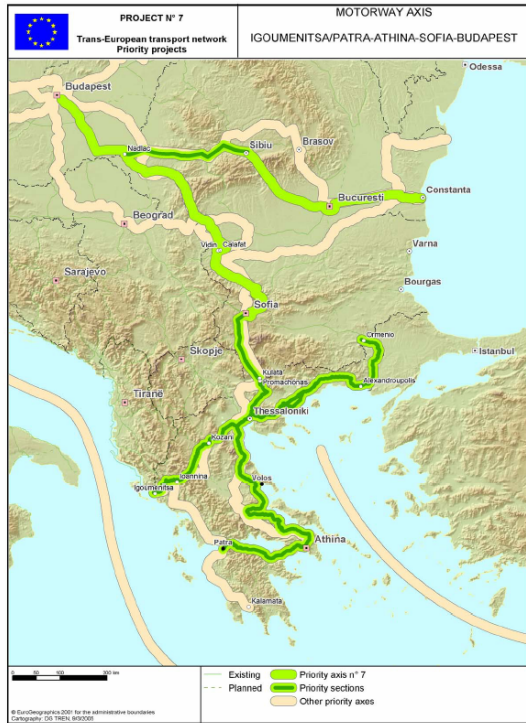 PROJECT N° 7
Trans-European transport network
Priority projects
MOTORWAY AXIS
IGOUMENITSA/PATRA-ATHINA-SOFIA-BUDAPEST
Odessa
Budapest
Nadlac
Sibiu
Brasov
Bucuresti
Constanta
Beograd
Vidin
Calafat
Varna
Sarajevo
Bourgas
Sofia
Ormenio
Skopje
Istanbul
Kulata
Promachonas
Alexandroupolis
Tirane
Thessaloniki
Kozani
Ioannina
Igoumenitsa
Volos
Athina
Patra
Kalamata
0 50 100 200 km
Existing
Planned
Priority axis n° 7
Priority sections
Other priority axes
© EuroGeographics 2001 for the administrative boundaries
Cartography: DG TREN, 8/3/2005